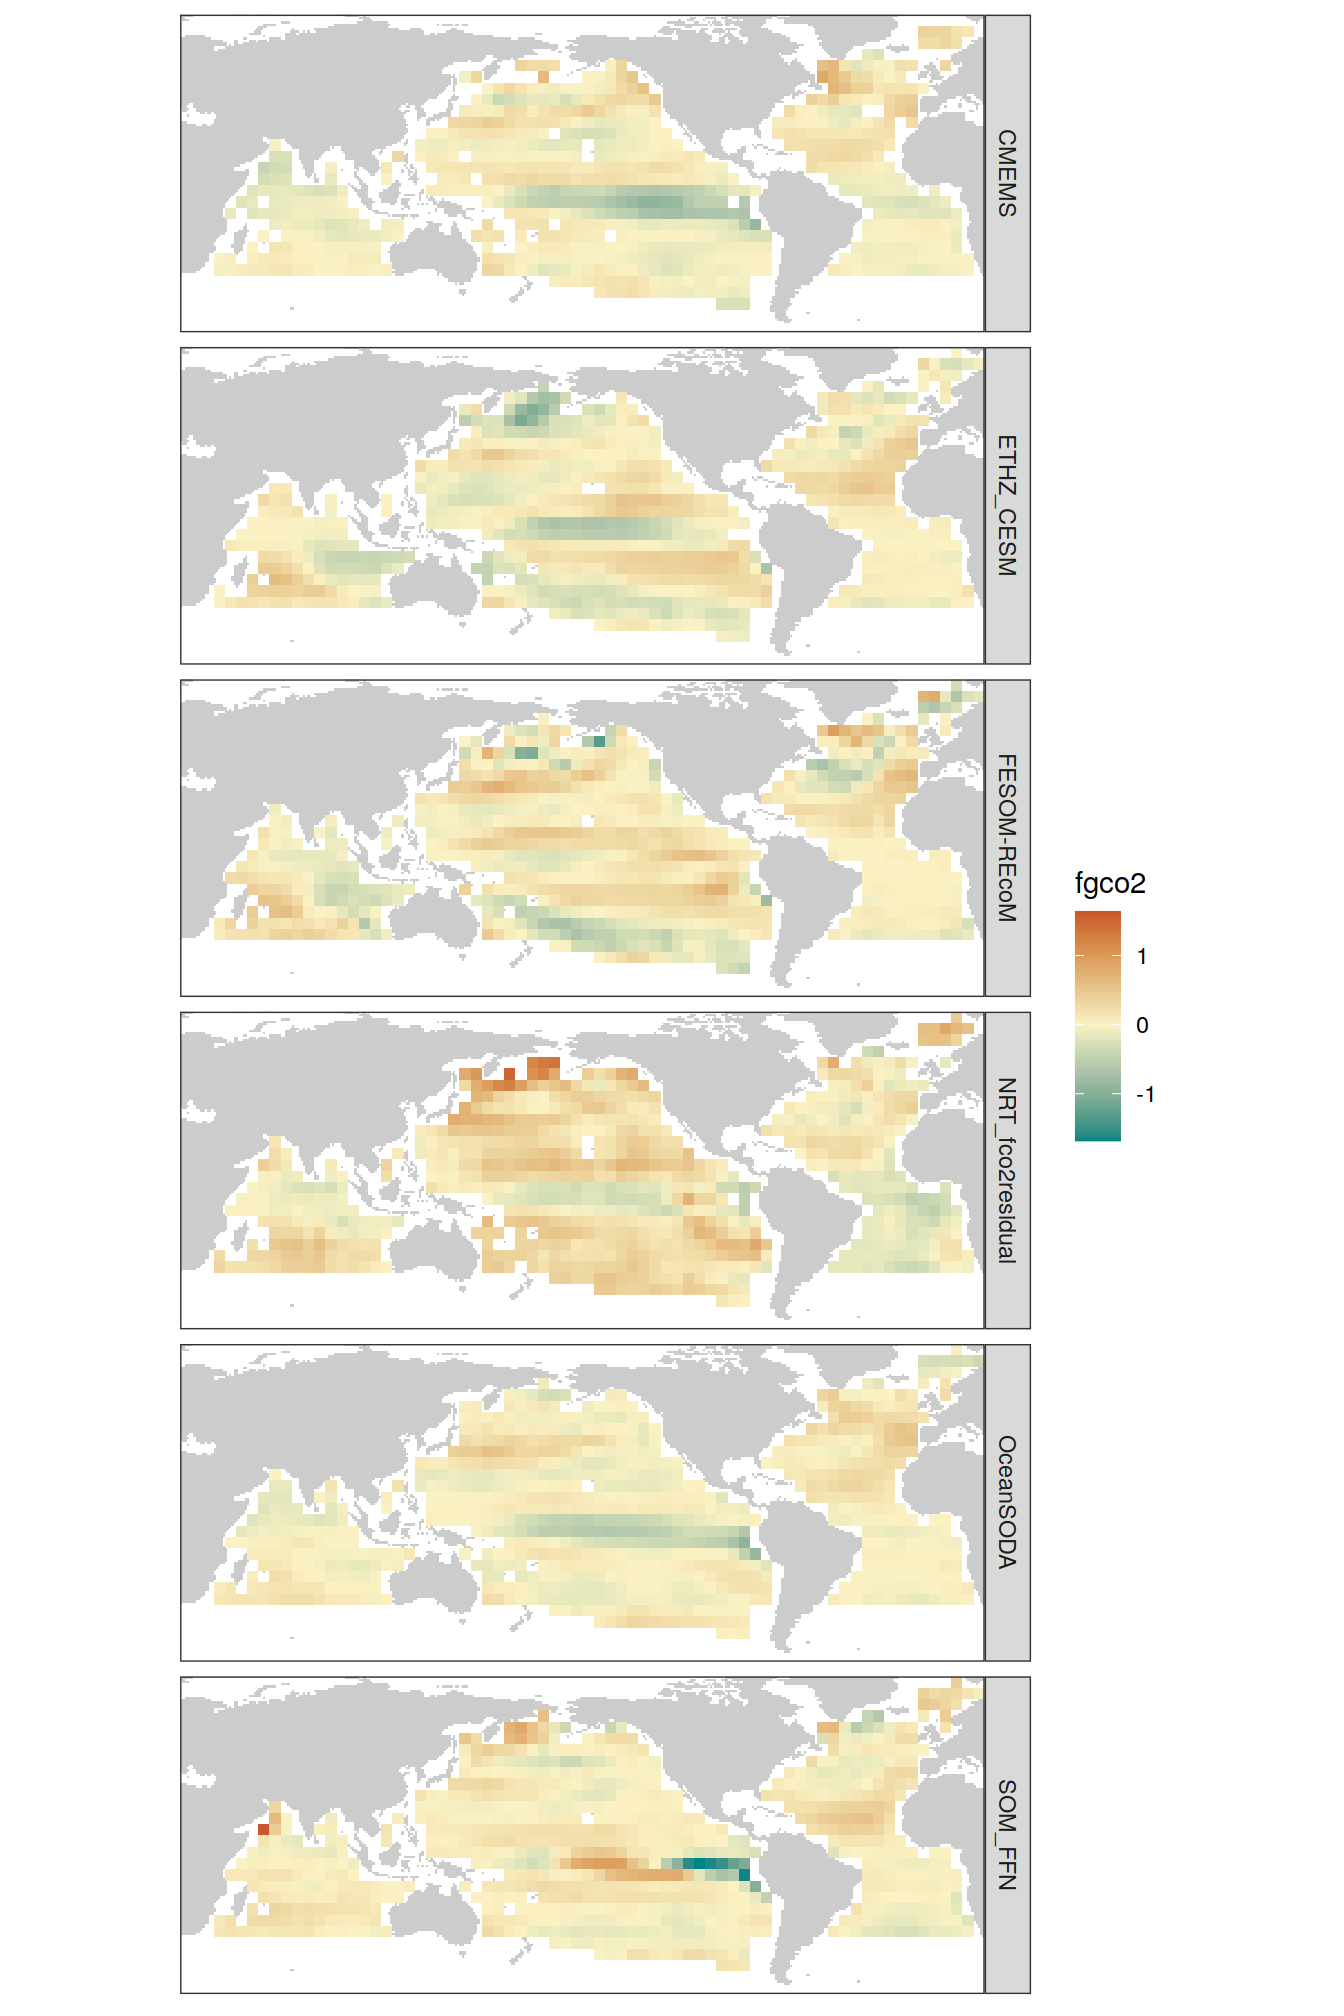 CMEMS
ETHZ_CESM
FESOM-REcoM
fgco2
1
0
-1
NRT_fco2residual
OceanSODA
SOM_FFN